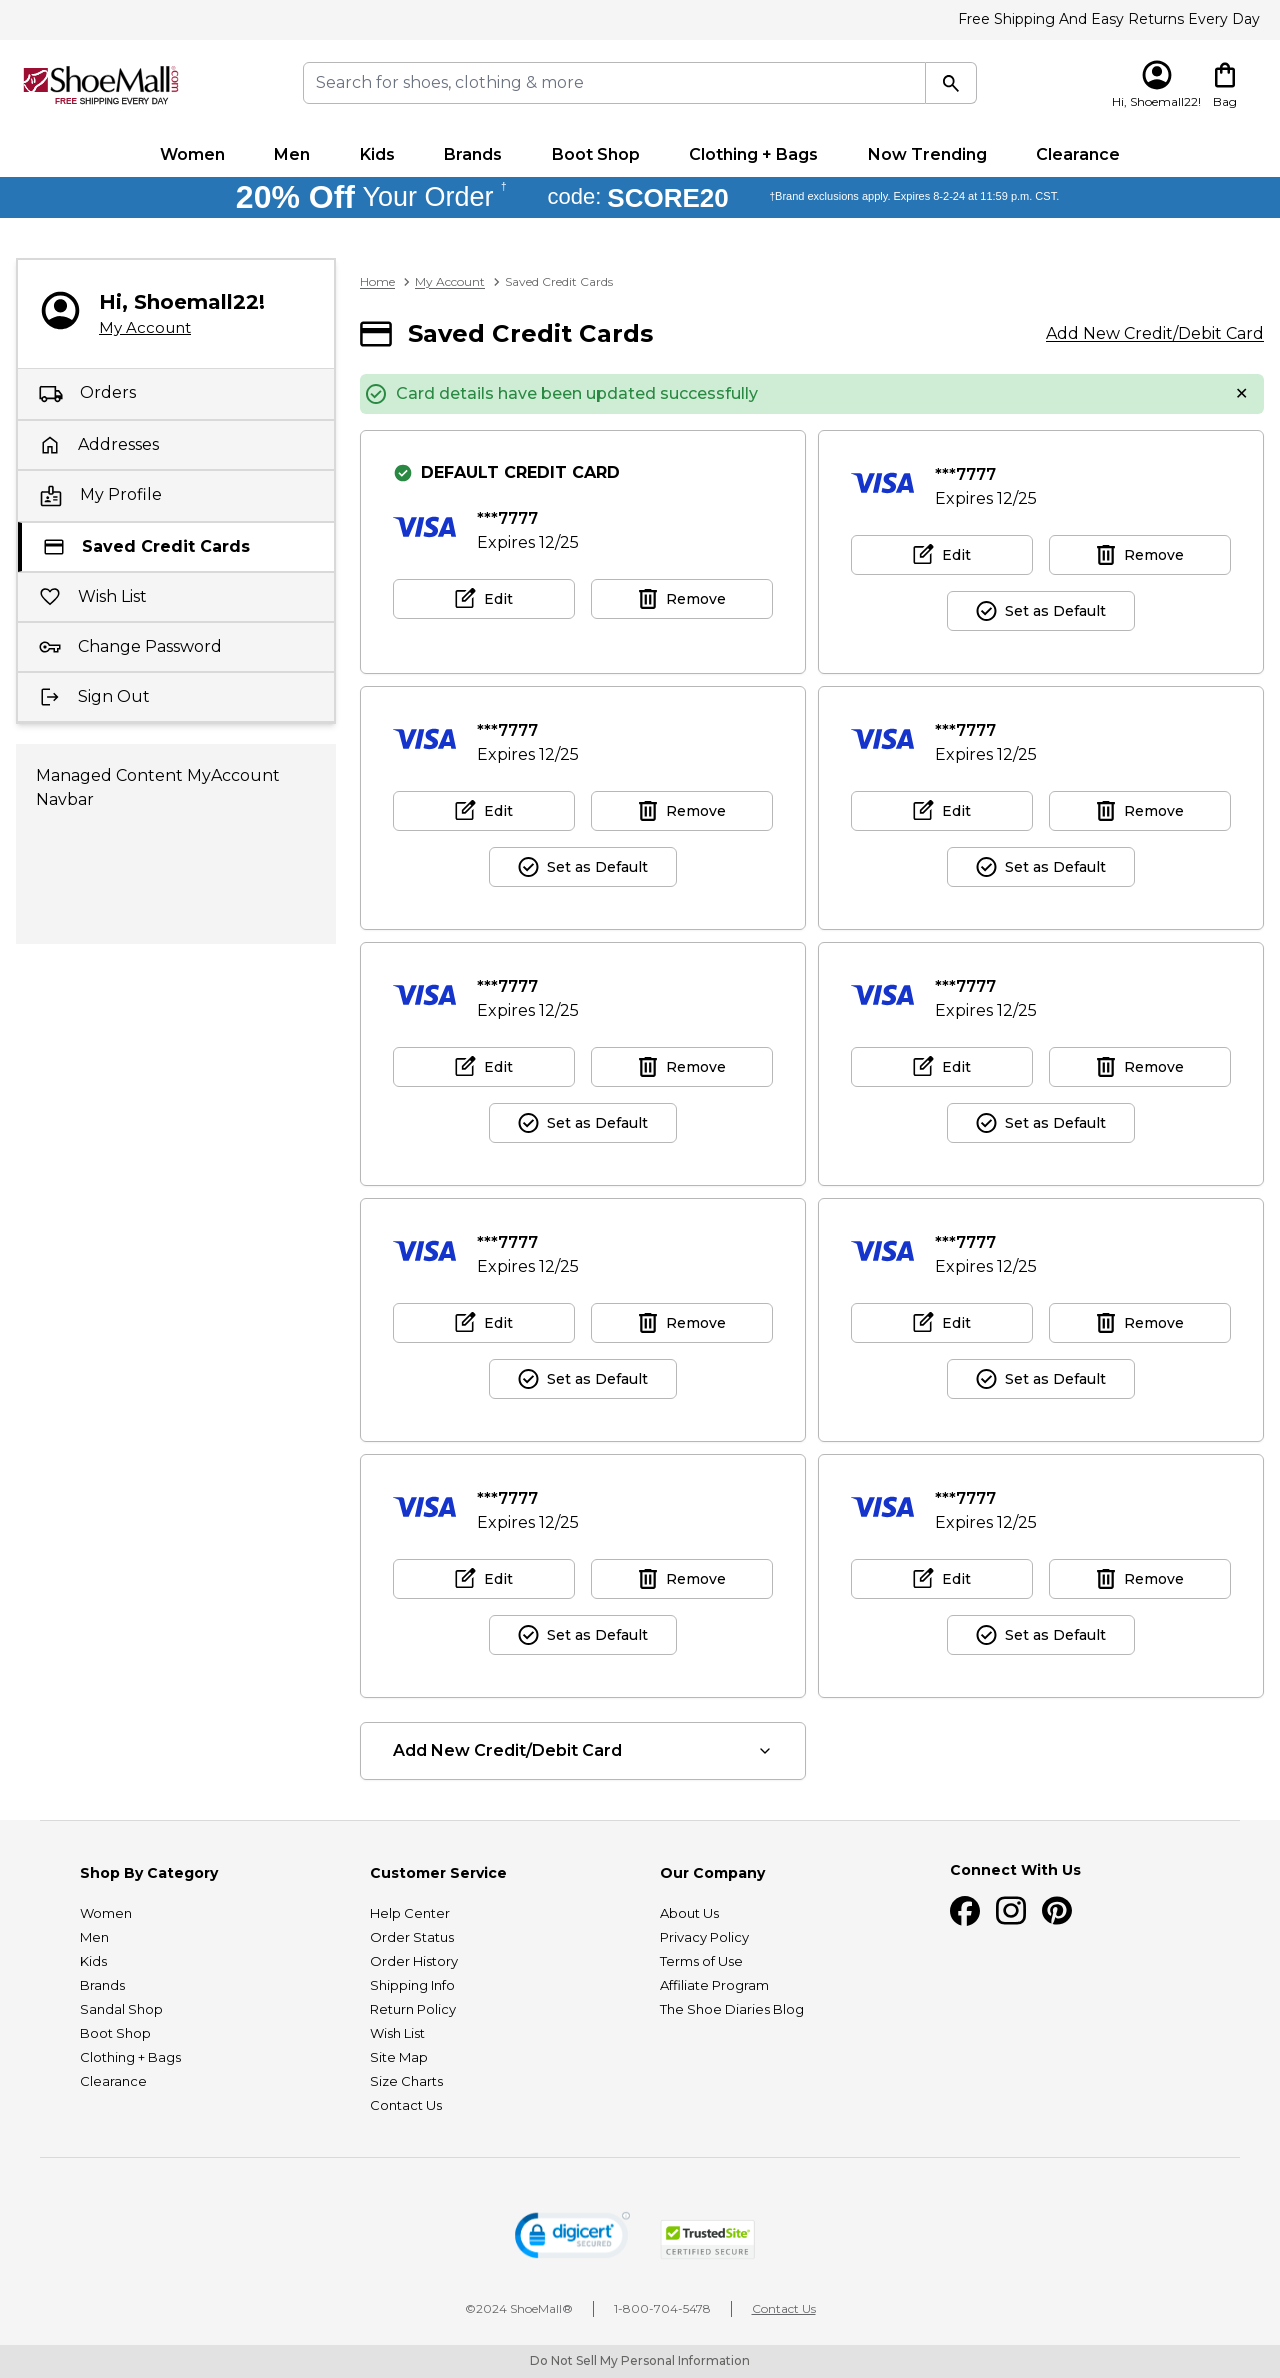 Free Shipping And Easy Returns Every Day
ShoeMall.com
FREE SHIPPING EVERY DAY
Search for shoes, clothing & more
Hi, Shoemall22!
Bag
Women Men Kids Brands Boot Shop Clothing + Bags Now Trending Clearance
20% Off Your Order † code: SCORE20 †Brand exclusions apply. Expires 8-2-24 at 11:59 p.m. CST.
Hi, Shoemall22!
My Account
Orders
Addresses
My Profile
Saved Credit Cards
Wish List
Change Password
Sign Out
Managed Content MyAccount
Navbar
Home > My Account > Saved Credit Cards
Saved Credit Cards
Add New Credit/Debit Card
Card details have been updated successfully
DEFAULT CREDIT CARD
VISA ***7777
Expires 12/25
Edit Remove
VISA ***7777
Expires 12/25
Edit Remove
Set as Default
VISA ***7777
Expires 12/25
Edit Remove
Set as Default
VISA ***7777
Expires 12/25
Edit Remove
Set as Default
VISA ***7777
Expires 12/25
Edit Remove
Set as Default
VISA ***7777
Expires 12/25
Edit Remove
Set as Default
VISA ***7777
Expires 12/25
Edit Remove
Set as Default
VISA ***7777
Expires 12/25
Edit Remove
Set as Default
VISA ***7777
Expires 12/25
Edit Remove
Set as Default
VISA ***7777
Expires 12/25
Edit Remove
Set as Default
Add New Credit/Debit Card
Shop By Category
Women
Men
Kids
Brands
Sandal Shop
Boot Shop
Clothing + Bags
Clearance
Customer Service
Help Center
Order Status
Order History
Shipping Info
Return Policy
Wish List
Site Map
Size Charts
Contact Us
Our Company
About Us
Privacy Policy
Terms of Use
Affiliate Program
The Shoe Diaries Blog
Connect With Us
digicert
SECURED
TrustedSite
CERTIFIED SECURE
©2024 ShoeMall®
1-800-704-5478
Contact Us
Do Not Sell My Personal Information